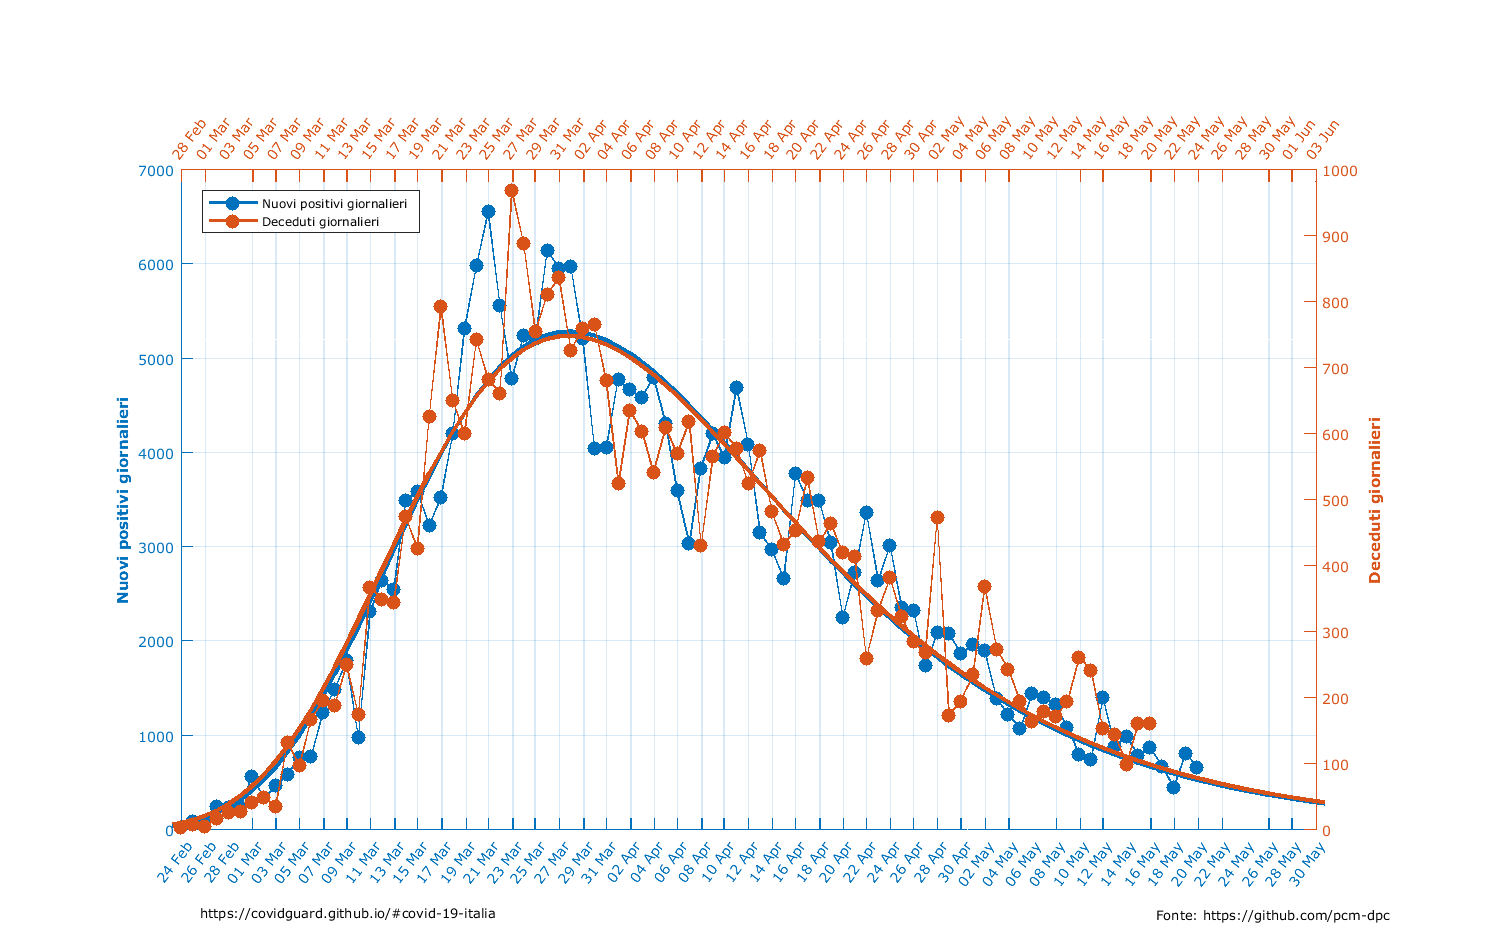 28 Feb
01 Mar
03 Mar
05 Mar
07 Mar
09 Mar
11 Mar
13 Mar
15 Mar
17 Mar
19 Mar
21 Mar
23 Mar
25 Mar
27 Mar
29 Mar
31 Mar
02 Apr
04 Apr
06 Apr
08 Apr
10 Apr
12 Apr
14 Apr
16 Apr
18 Apr
20 Apr
22 Apr
24 Apr
26 Apr
28 Apr
30 Apr
02 May
04 May
06 May
08 May
10 May
12 May
14 May
16 May
18 May
20 May
22 May
24 May
26 May
28 May
30 May
01 Jun
03 Jun
Nuovi positivi giornalieri
Deceduti giornalieri
7000
6000
5000
4000
3000
2000
1000
0
Nuovi positivi giornalieri
1000
900
800
700
600
500
400
300
200
100
0
Deceduti giornalieri
24 Feb
26 Feb
28 Feb
01 Mar
03 Mar
05 Mar
07 Mar
09 Mar
11 Mar
13 Mar
15 Mar
17 Mar
19 Mar
21 Mar
23 Mar
25 Mar
27 Mar
29 Mar
31 Mar
02 Apr
04 Apr
06 Apr
08 Apr
10 Apr
12 Apr
14 Apr
16 Apr
18 Apr
20 Apr
22 Apr
24 Apr
26 Apr
28 Apr
30 Apr
02 May
04 May
06 May
08 May
10 May
12 May
14 May
16 May
18 May
20 May
22 May
24 May
26 May
28 May
30 May
https://covidguard.github.io/#covid-19-italia
Fonte: https://github.com/pcm-dpc